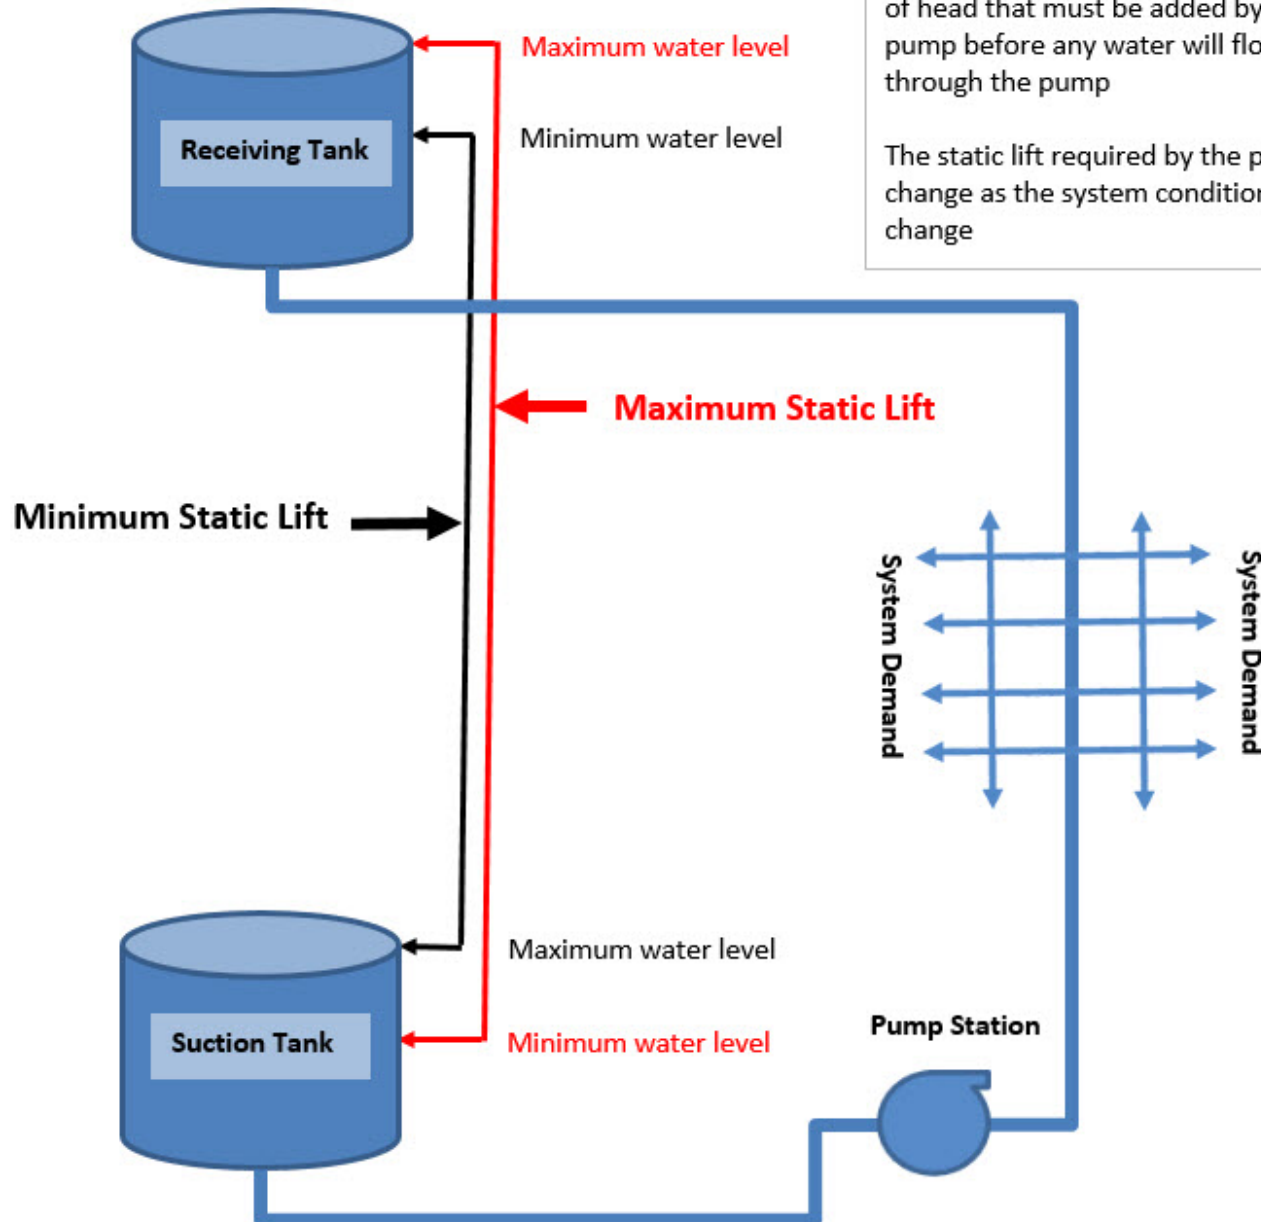 of head that must be added by
pump before any water will flo
through the pump
The static lift required by the p
change as the system condition
change
Maximum water level
Minimum water level
Receiving Tank
Maximum Static Lift
Minimum Static Lift
System Demand
System Demand
Maximum water level
Minimum water level
Suction Tank
Pump Station